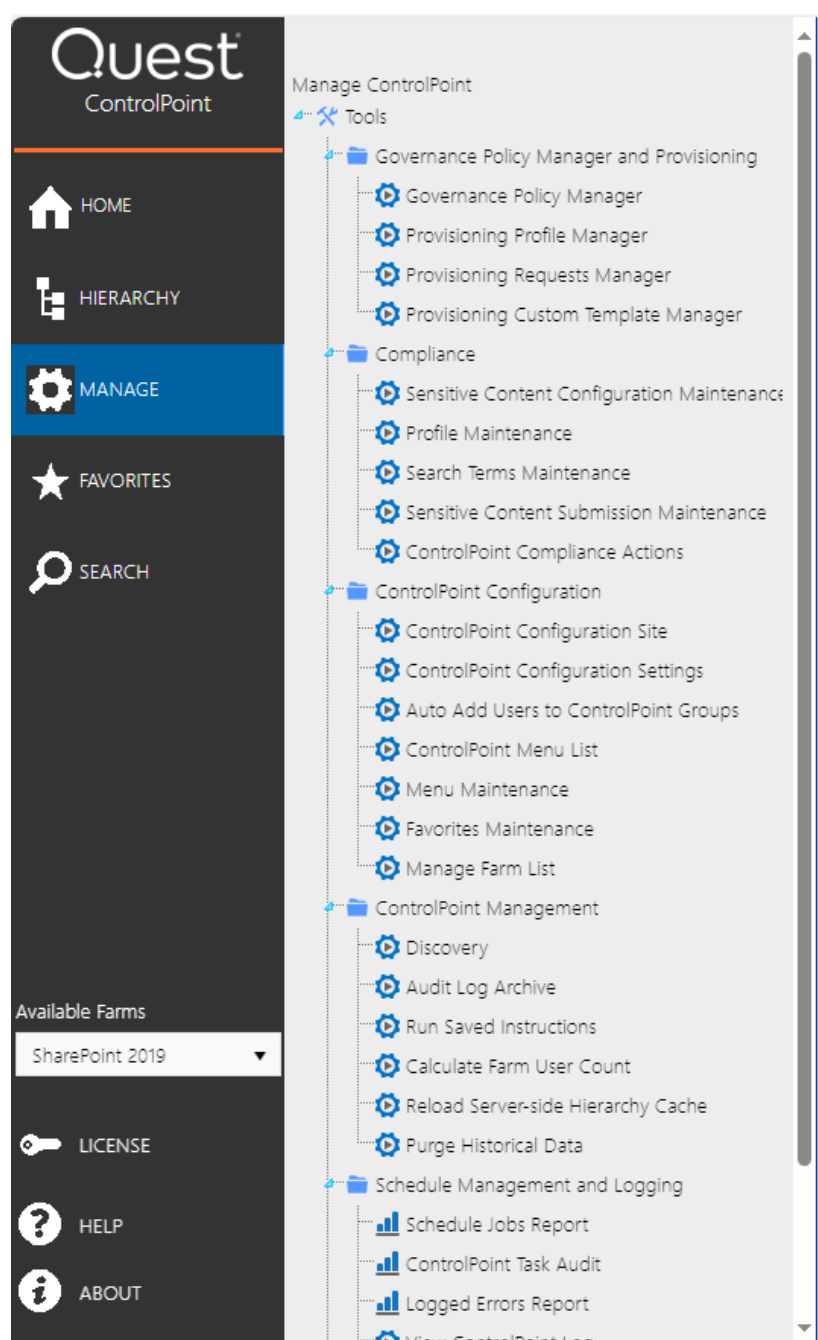 Quest
ControlPoint
HOME
HIERARCHY
MANAGE
FAVORITES
SEARCH
Available Farms
SharePoint 2019
LICENSE
HELP
ABOUT
Manage ControlPoint
Tools
Governance Policy Manager and Provisioning
Governance Policy Manager
Provisioning Profile Manager
Provisioning Requests Manager
Provisioning Custom Template Manager
Compliance
Sensitive Content Configuration Maintenance
Profile Maintenance
Search Terms Maintenance
Sensitive Content Submission Maintenance
ControlPoint Compliance Actions
ControlPoint Configuration
ControlPoint Configuration Site
ControlPoint Configuration Settings
Auto Add Users to ControlPoint Groups
ControlPoint Menu List
Menu Maintenance
Favorites Maintenance
Manage Farm List
ControlPoint Management
Discovery
Audit Log Archive
Run Saved Instructions
Calculate Farm User Count
Reload Server-side Hierarchy Cache
Purge Historical Data
Schedule Management and Logging
Schedule Jobs Report
ControlPoint Task Audit
Logged Errors Report
View ControlPoint Log